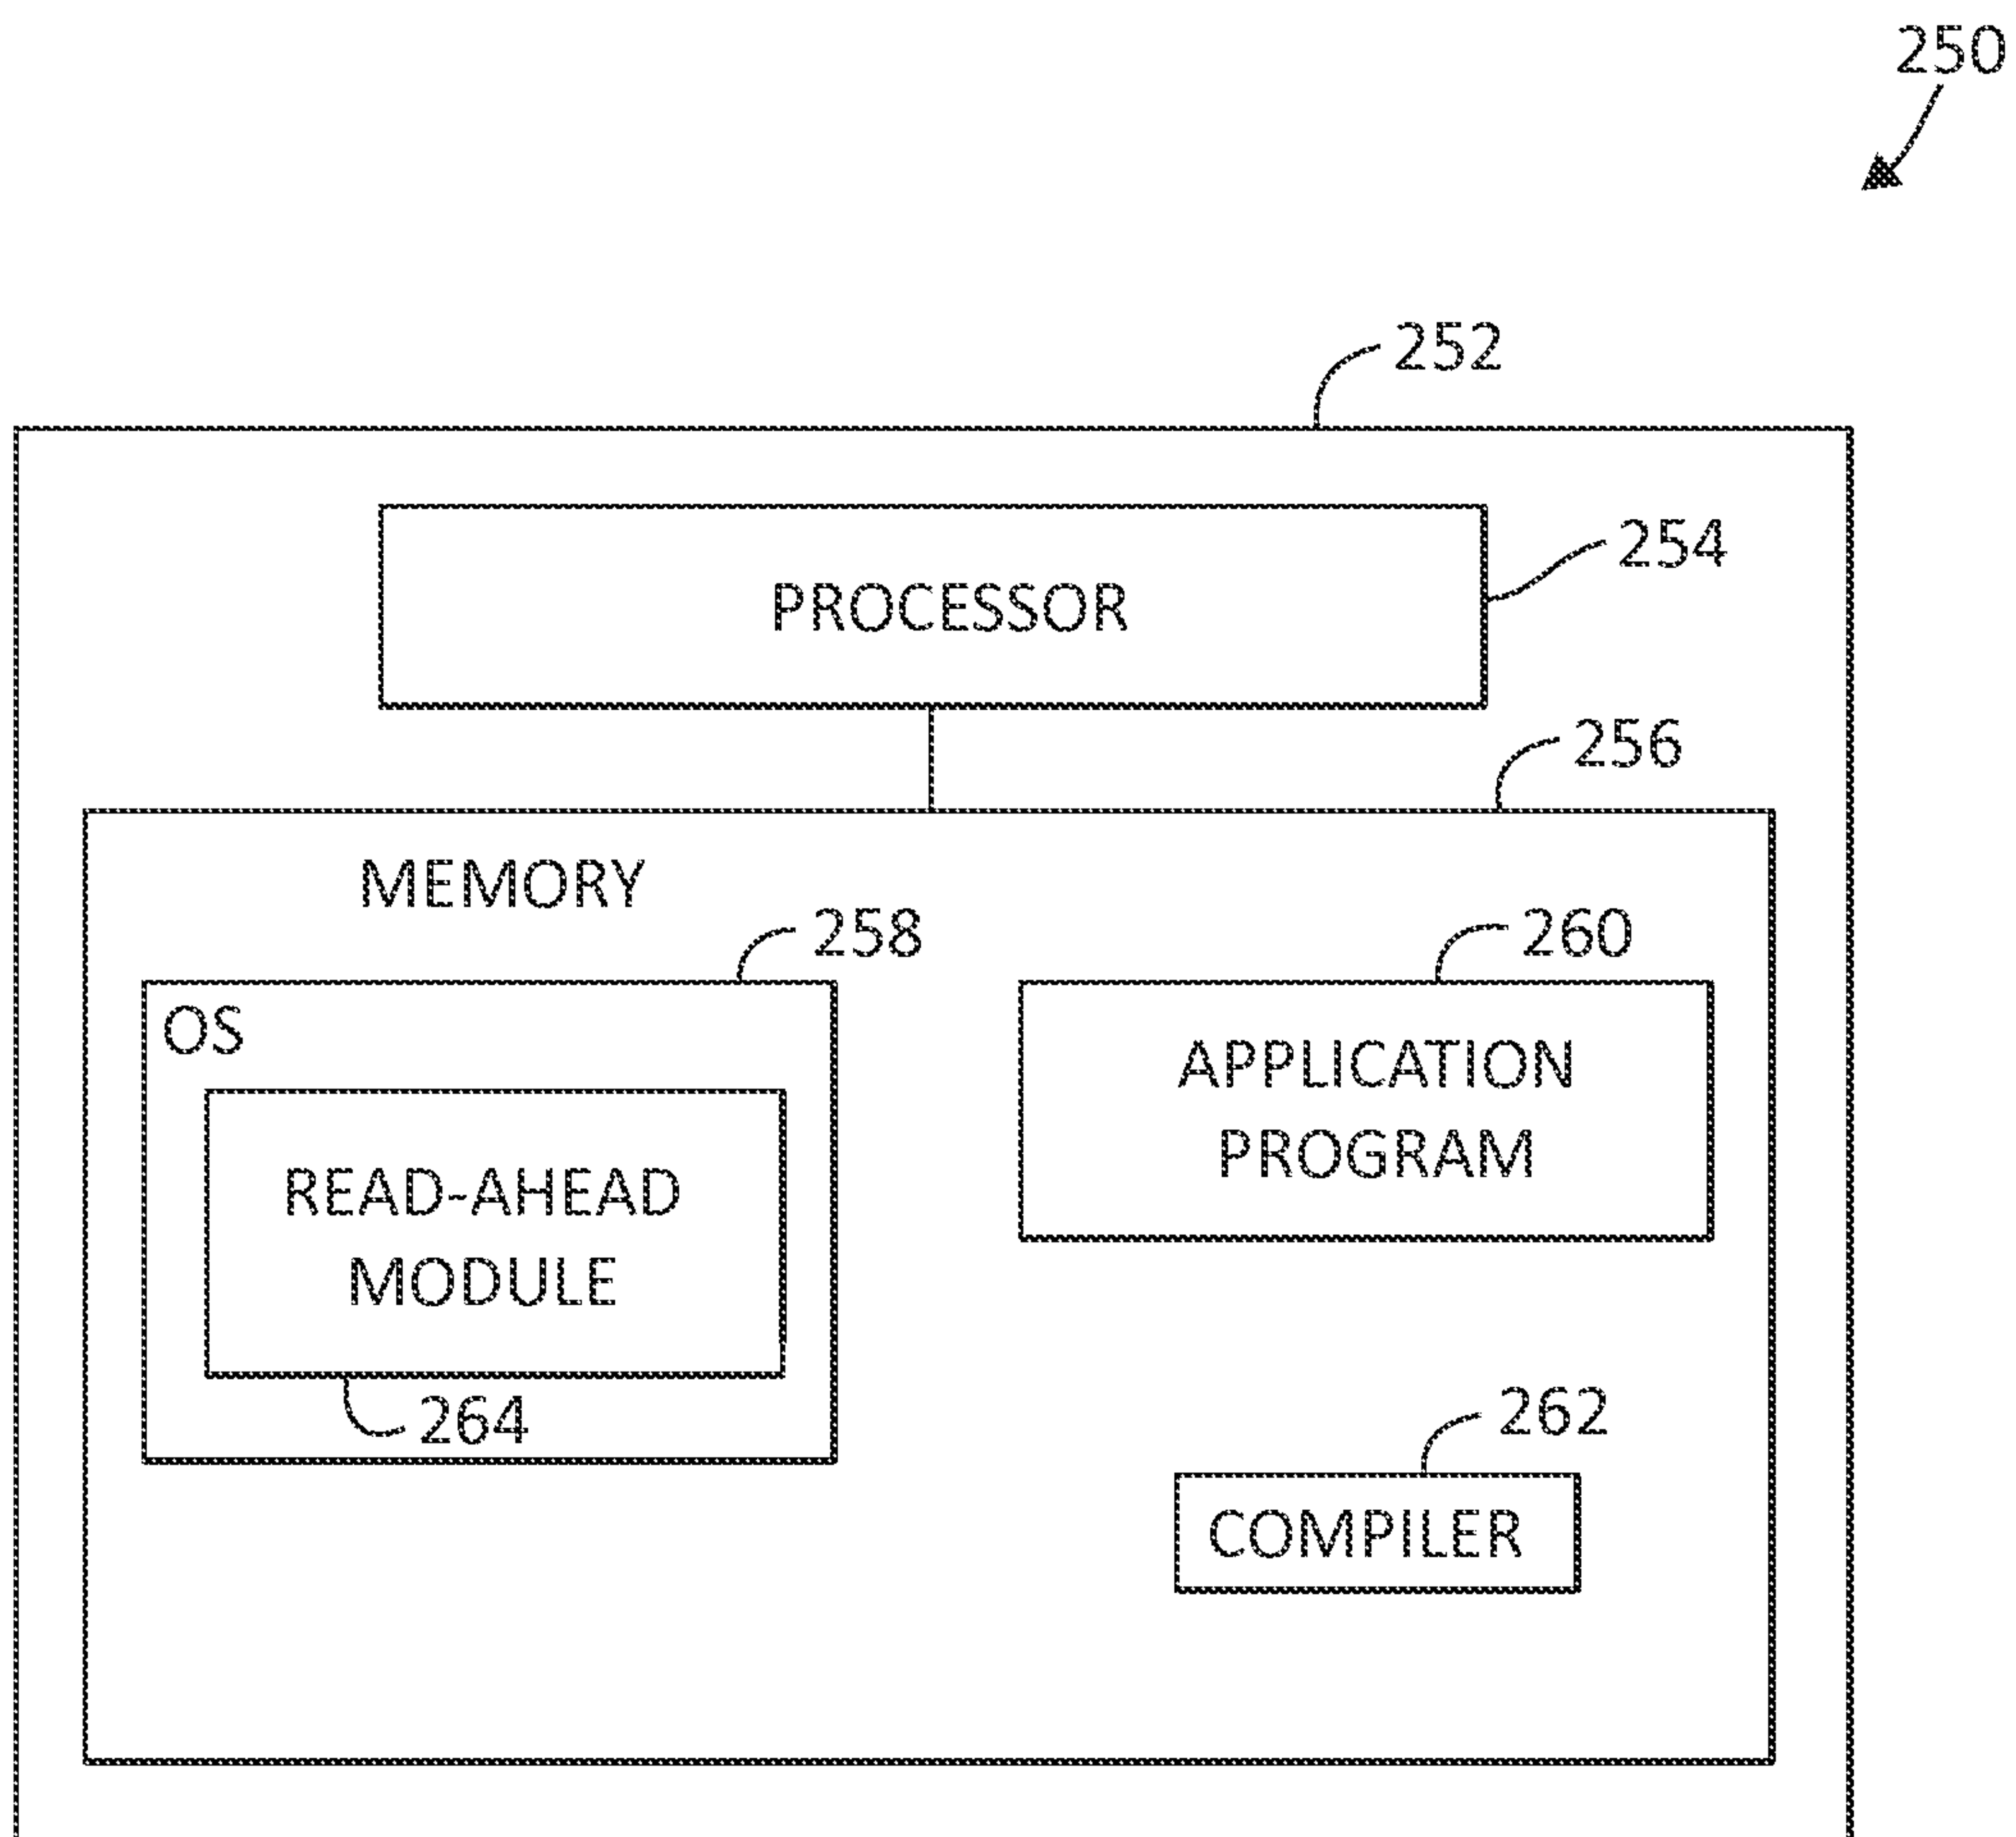 250
252
PROCESSOR
254
256
MEMORY
258
260
OS
APPLICATION
PROGRAM
READ-AHEAD
MODULE
264
262
COMPILER